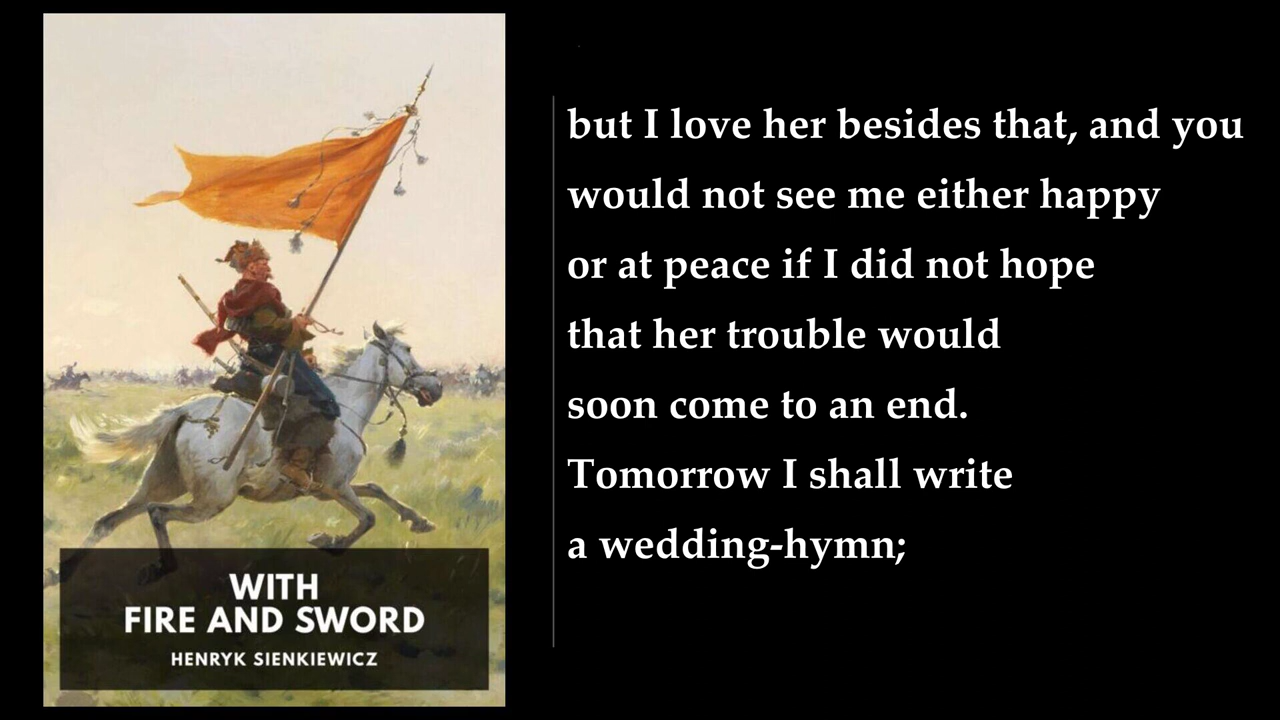 WITH
FIRE AND SWORD
HENRYK SIENKIEWICZ
but I love her besides that, and you
would not see me either happy
or at peace if I did not hope
that her trouble would
soon come to an end.
Tomorrow I shall write
a wedding-hymn;